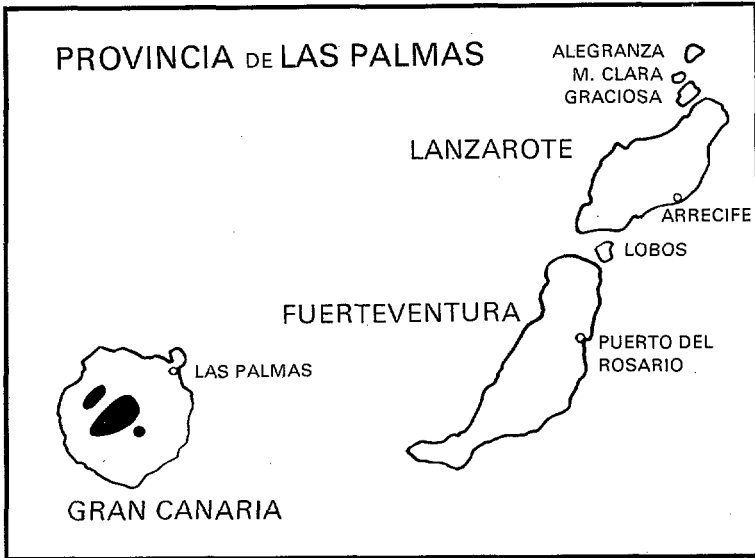 PROVINCIA DE LAS PALMAS
ALEGRANZA
M. CLARA
GRACIOSA
LANZAROTE
ARRECIFE
LOBOS
FUERTEVENTURA
PUERTO DEL
ROSARIO
LAS PALMAS
GRAN CANARIA